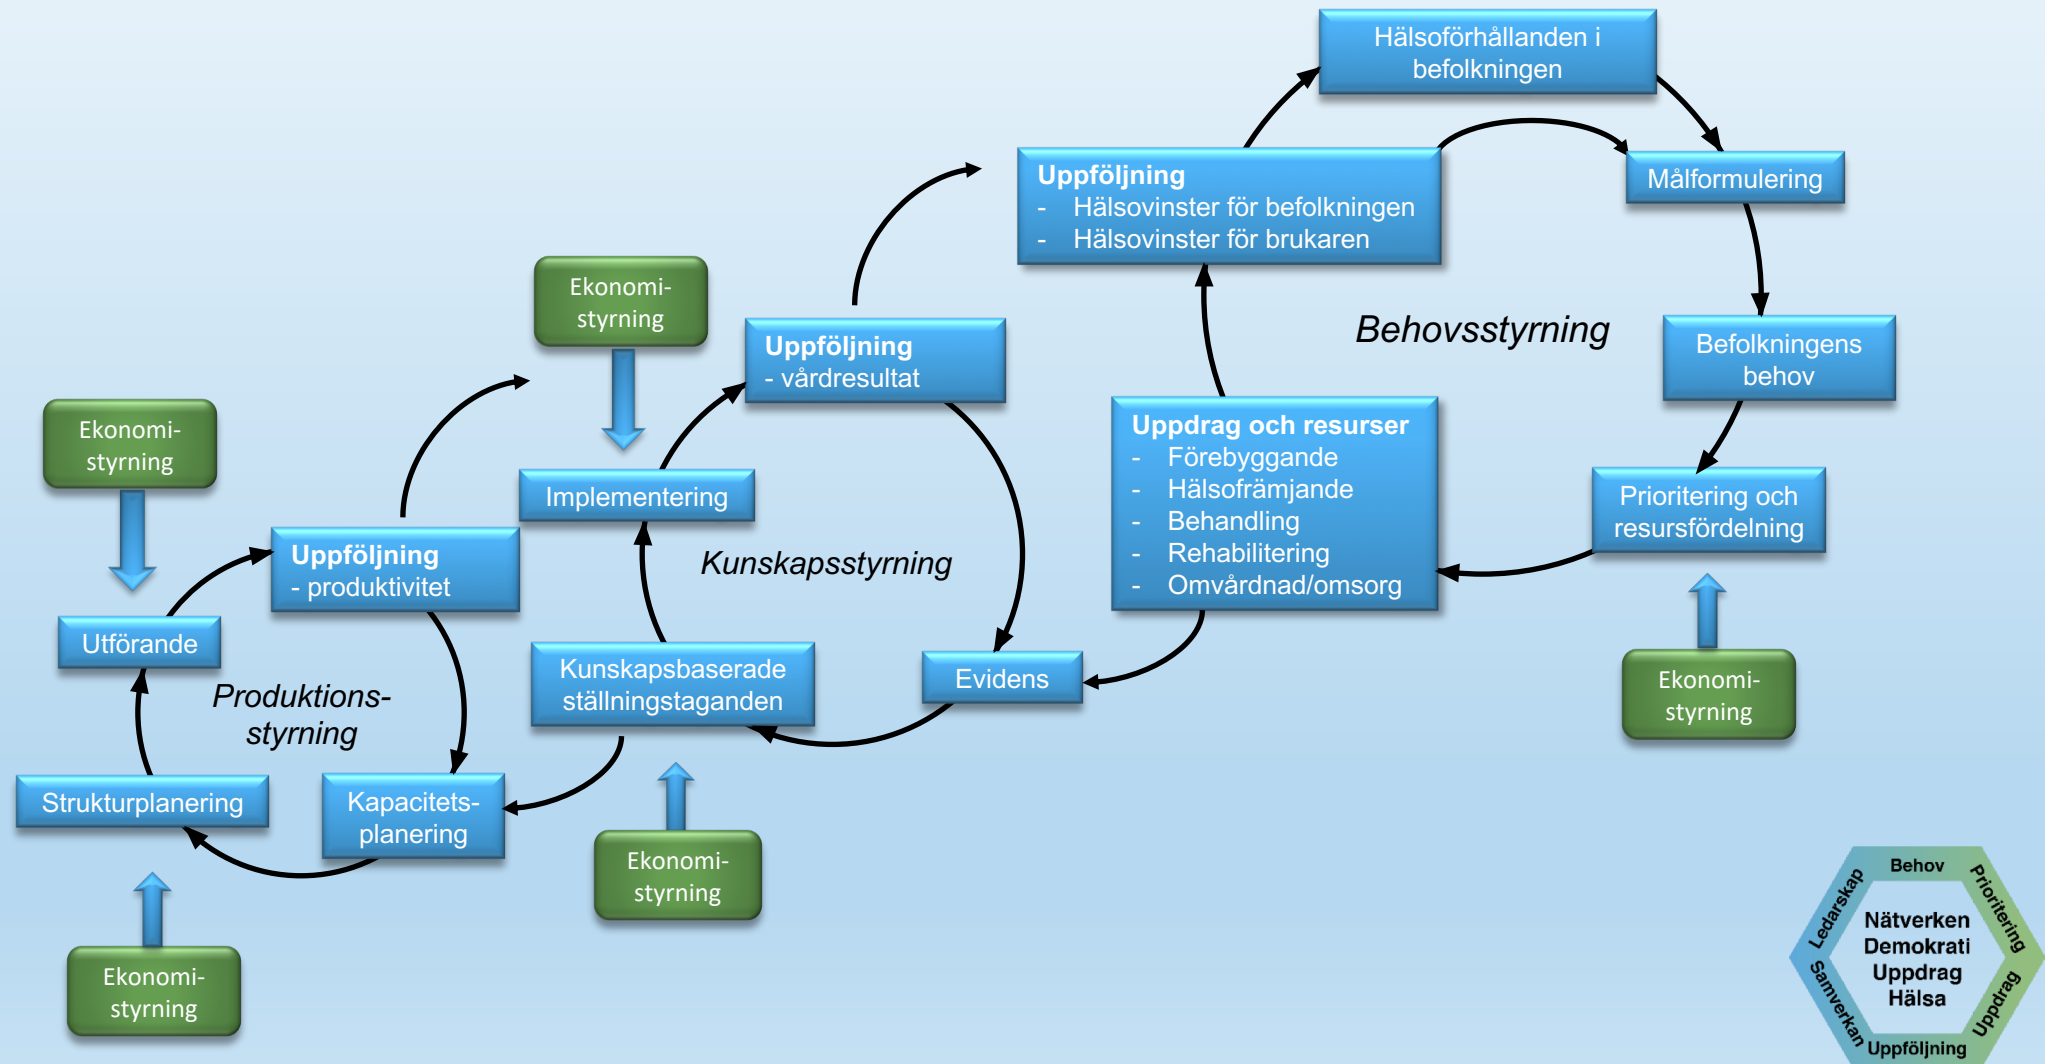 Hälsoförhållanden i
befolkningen
Uppföljning
- Hälsovinster för befolkningen
- Hälsovinster för brukaren
Målformulering
Ekonomi-
styrning
Uppföljning
- vårdresultat
Behovsstyrning
Befolkningens
behov
Ekonomi-
styrning
Implementering
Uppdrag och resurser
- Förebyggande
- Hälsofrämjande
- Behandling
- Rehabilitering
- Omvårdnad/omsorg
Prioritering och
resursfördelning
Uppföljning
- produktivitet
Kunskapsstyrning
Utförande
Kunskapsbaserade
ställningstaganden
Evidens
Ekonomi-
styrning
Produktions-
styrning
Strukturplanering
Kapacitets-
planering
Ekonomi-
styrning
Ekonomi-
styrning
Behov
Prioritering
Uppdrag
Uppföljning
Samverkan
Ledarskap
Nätverken
Demokrati
Uppdrag
Hälsa